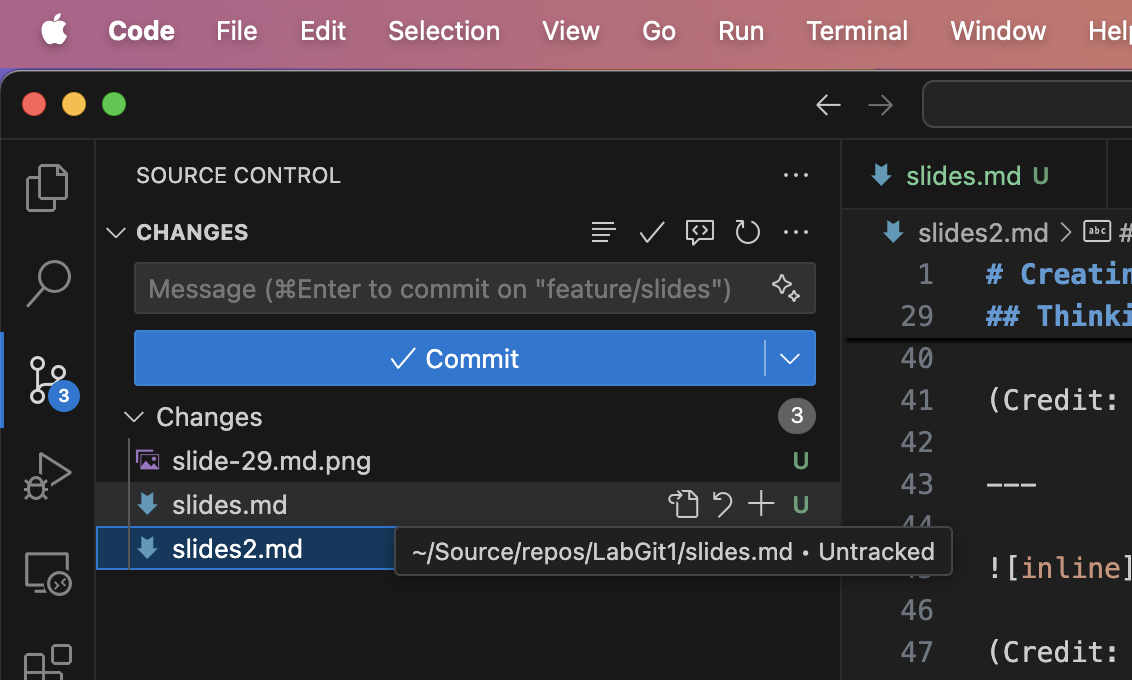 Code File Edit Selection View Go Run Terminal Window Help
SOURCE CONTROL
CHANGES
Message (⌘Enter to commit on "feature/slides")
Commit
3
Changes 3
slide-29.md.png U
slides.md U
slides2.md
~/Source/repos/LabGit1/slides.md • Untracked
slides.md U
slides2.md > abc #
1 # Creatin
29 ## Thinki
40
41 (Credit:
42
43 ---
44
45 ![inline]
46
47 (Credit: